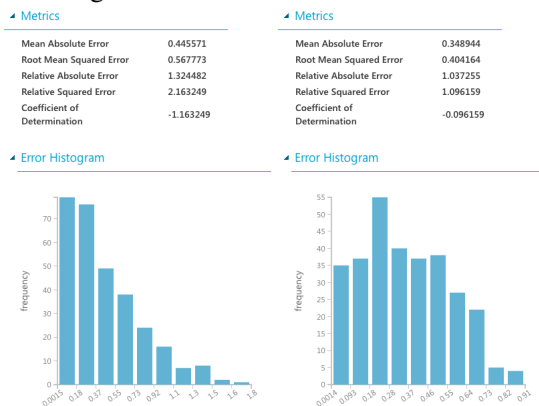 Metrics
Mean Absolute Error 0.445571
Root Mean Squared Error 0.567773
Relative Absolute Error 1.324482
Relative Squared Error 2.163249
Coefficient of
Determination -1.163249
Error Histogram
frequency
70
60
50
40
30
20
10
0
0.0015 0.18 0.37 0.55 0.73 0.92 1.1 1.3 1.5 1.6 1.8
Metrics
Mean Absolute Error 0.348944
Root Mean Squared Error 0.404164
Relative Absolute Error 1.037255
Relative Squared Error 1.096159
Coefficient of
Determination -0.096159
Error Histogram
frequency
55
50
45
40
35
30
25
20
15
10
5
0
0.0014 0.093 0.18 0.28 0.37 0.46 0.55 0.64 0.73 0.82 0.91